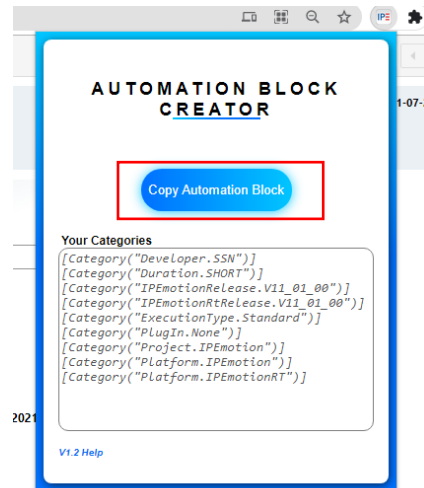 IPE
AUTOMATION BLOCK
CREATOR
1-07-
Copy Automation Block
Your Categories
[Category("Developer.SSN")]
[Category("Duration.SHORT")]
[Category("IPEmotionRelease.V11_01_00")]
[Category("IPEmotionRtRelease.V11_01_00")]
[Category("ExecutionType.Standard")]
[Category("PlugIn.None")]
[Category("Project.IPEmotion")]
[Category("Platform.IPEmotion")]
[Category("Platform.IPEmotionRT")]
2021
V1.2 Help